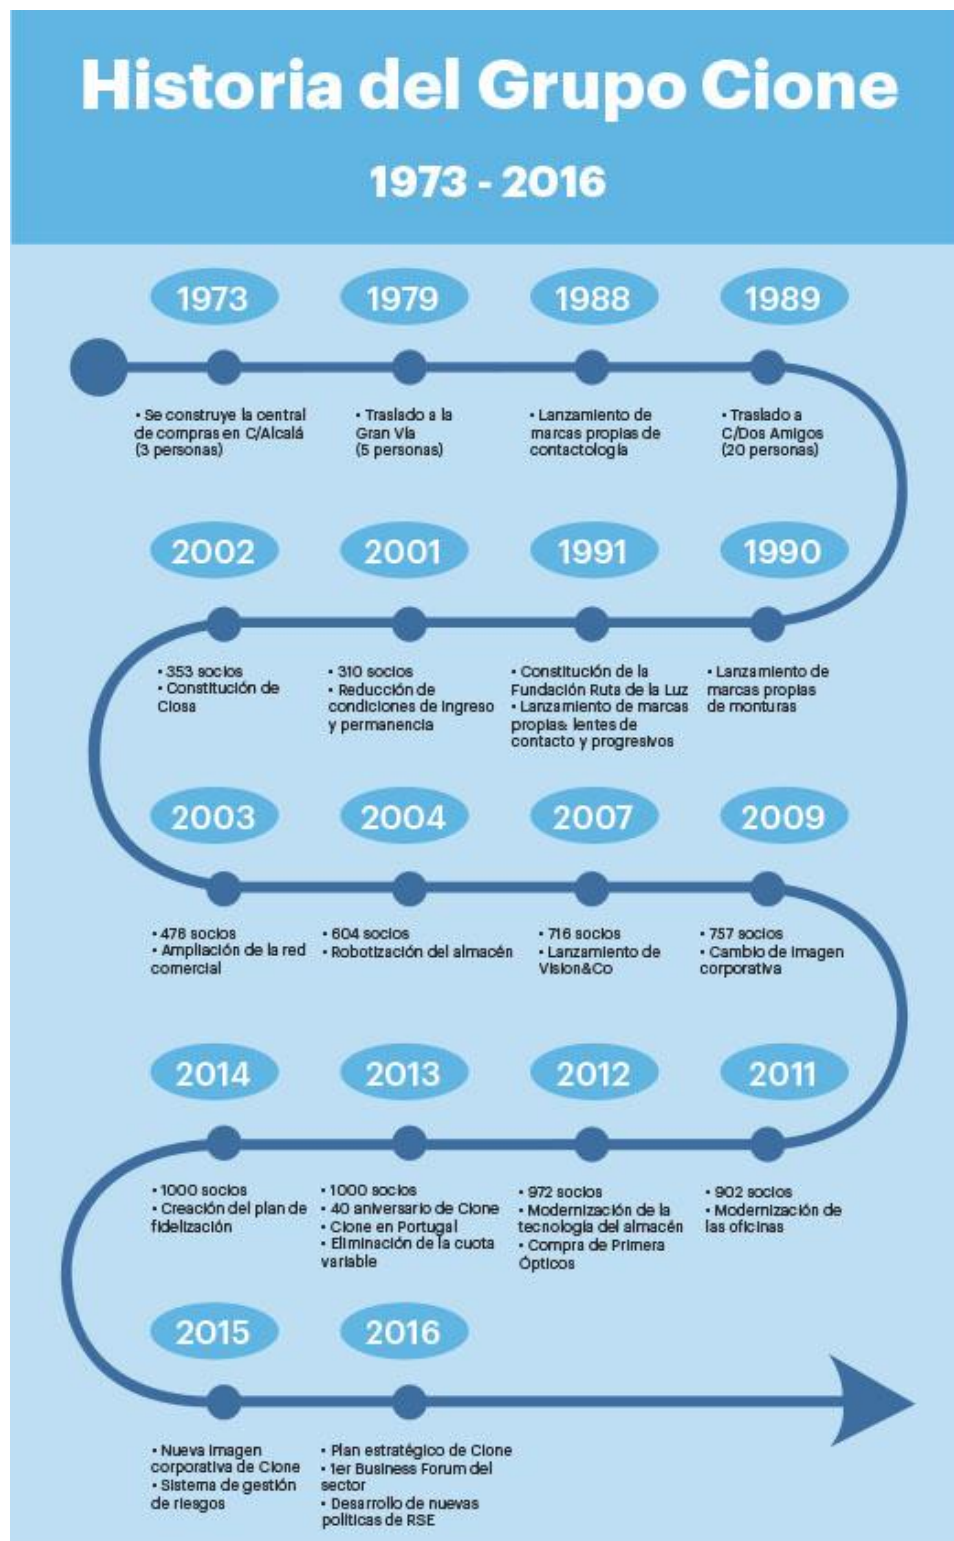 Historia del Grupo Cione
1973 - 2016
1973
• Se construye la central
de compras en C/Alcalá
(3 personas)
1979
• Traslado a la
Gran Vía
(5 personas)
1988
• Lanzamiento de
marcas propias de
contactología
1989
• Traslado a
C/Dos Amigos
(20 personas)
2002
• 353 socios
• Constitución de
Ciosa
2001
• 310 socios
• Reducción de
condiciones de ingreso
y permanencia
1991
• Constitución de la
Fundación Ruta de la Luz
• Lanzamiento de marcas
propias: lentes de
contacto y progresivos
1990
• Lanzamiento de
marcas propias
de monturas
2003
• 478 socios
• Ampliación de la red
comercial
2004
• 604 socios
• Robotización del almacén
2007
• 716 socios
• Lanzamiento de
Vision&Co
2009
• 757 socios
• Cambio de imagen
corporativa
2014
• 1000 socios
• Creación del plan de
fidelización
2013
• 1000 socios
• 40 aniversario de Cione
• Cione en Portugal
• Eliminación de la cuota
variable
2012
• 972 socios
• Modernización de la
tecnología del almacén
• Compra de Primera
Ópticos
2011
• 902 socios
• Modernización de
las oficinas
2015
• Nueva imagen
corporativa de Cione
• Sistema de gestión
de riesgos
2016
• Plan estratégico de Cione
• 1er Business Forum del
sector
• Desarrollo de nuevas
políticas de RSE